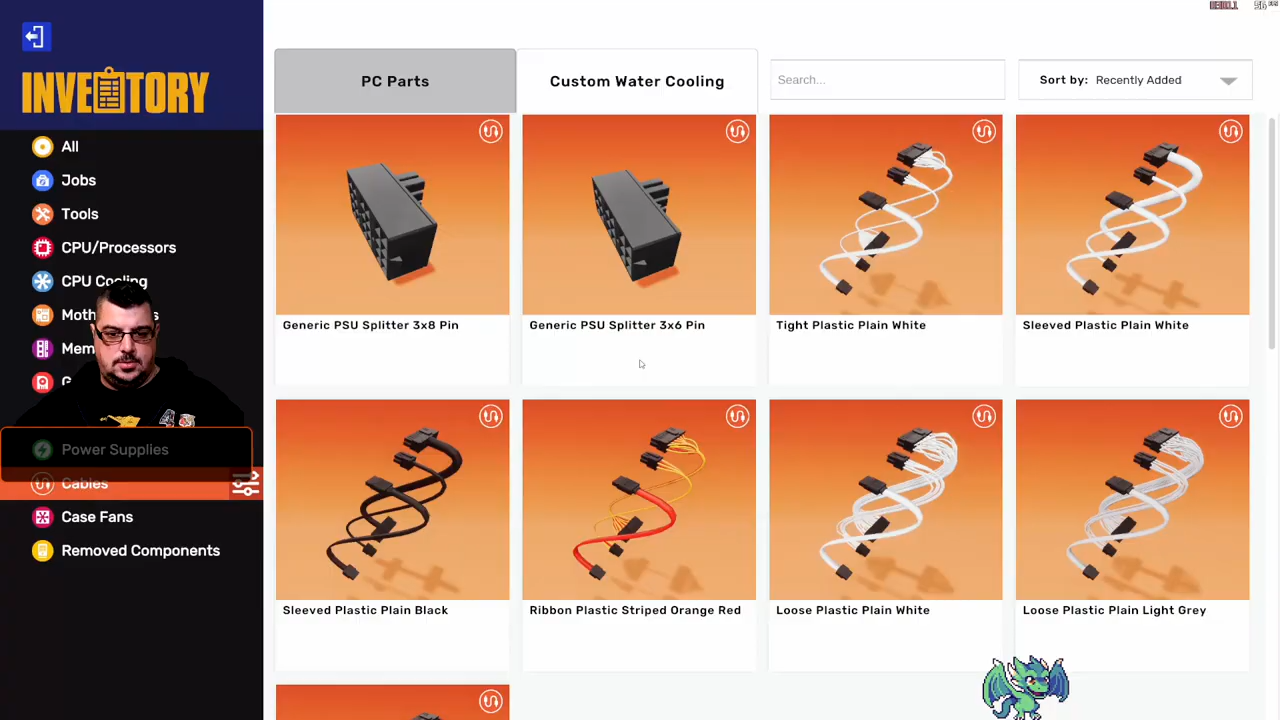 INVENTORY
All
Jobs
Tools
CPU/Processors
CPU Cooling
Power Supplies
Cables
Case Fans
Removed Components
PC Parts
Custom Water Cooling
Search...
Sort by: Recently Added
Generic PSU Splitter 3x8 Pin
Generic PSU Splitter 3x6 Pin
Tight Plastic Plain White
Sleeved Plastic Plain White
Sleeved Plastic Plain Black
Ribbon Plastic Striped Orange Red
Loose Plastic Plain White
Loose Plastic Plain Light Grey